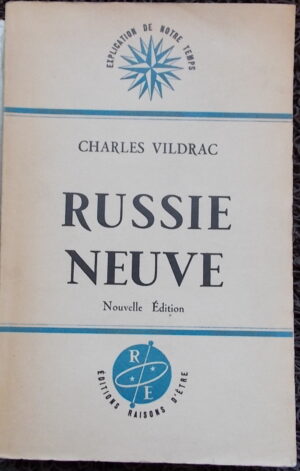 EXPLICATION DE NOTRE TEMPS
CHARLES VILDRAC
RUSSIE
NEUVE
Nouvelle Édition
R
E
ÉDITIONS RAISONS D'ÊTRE